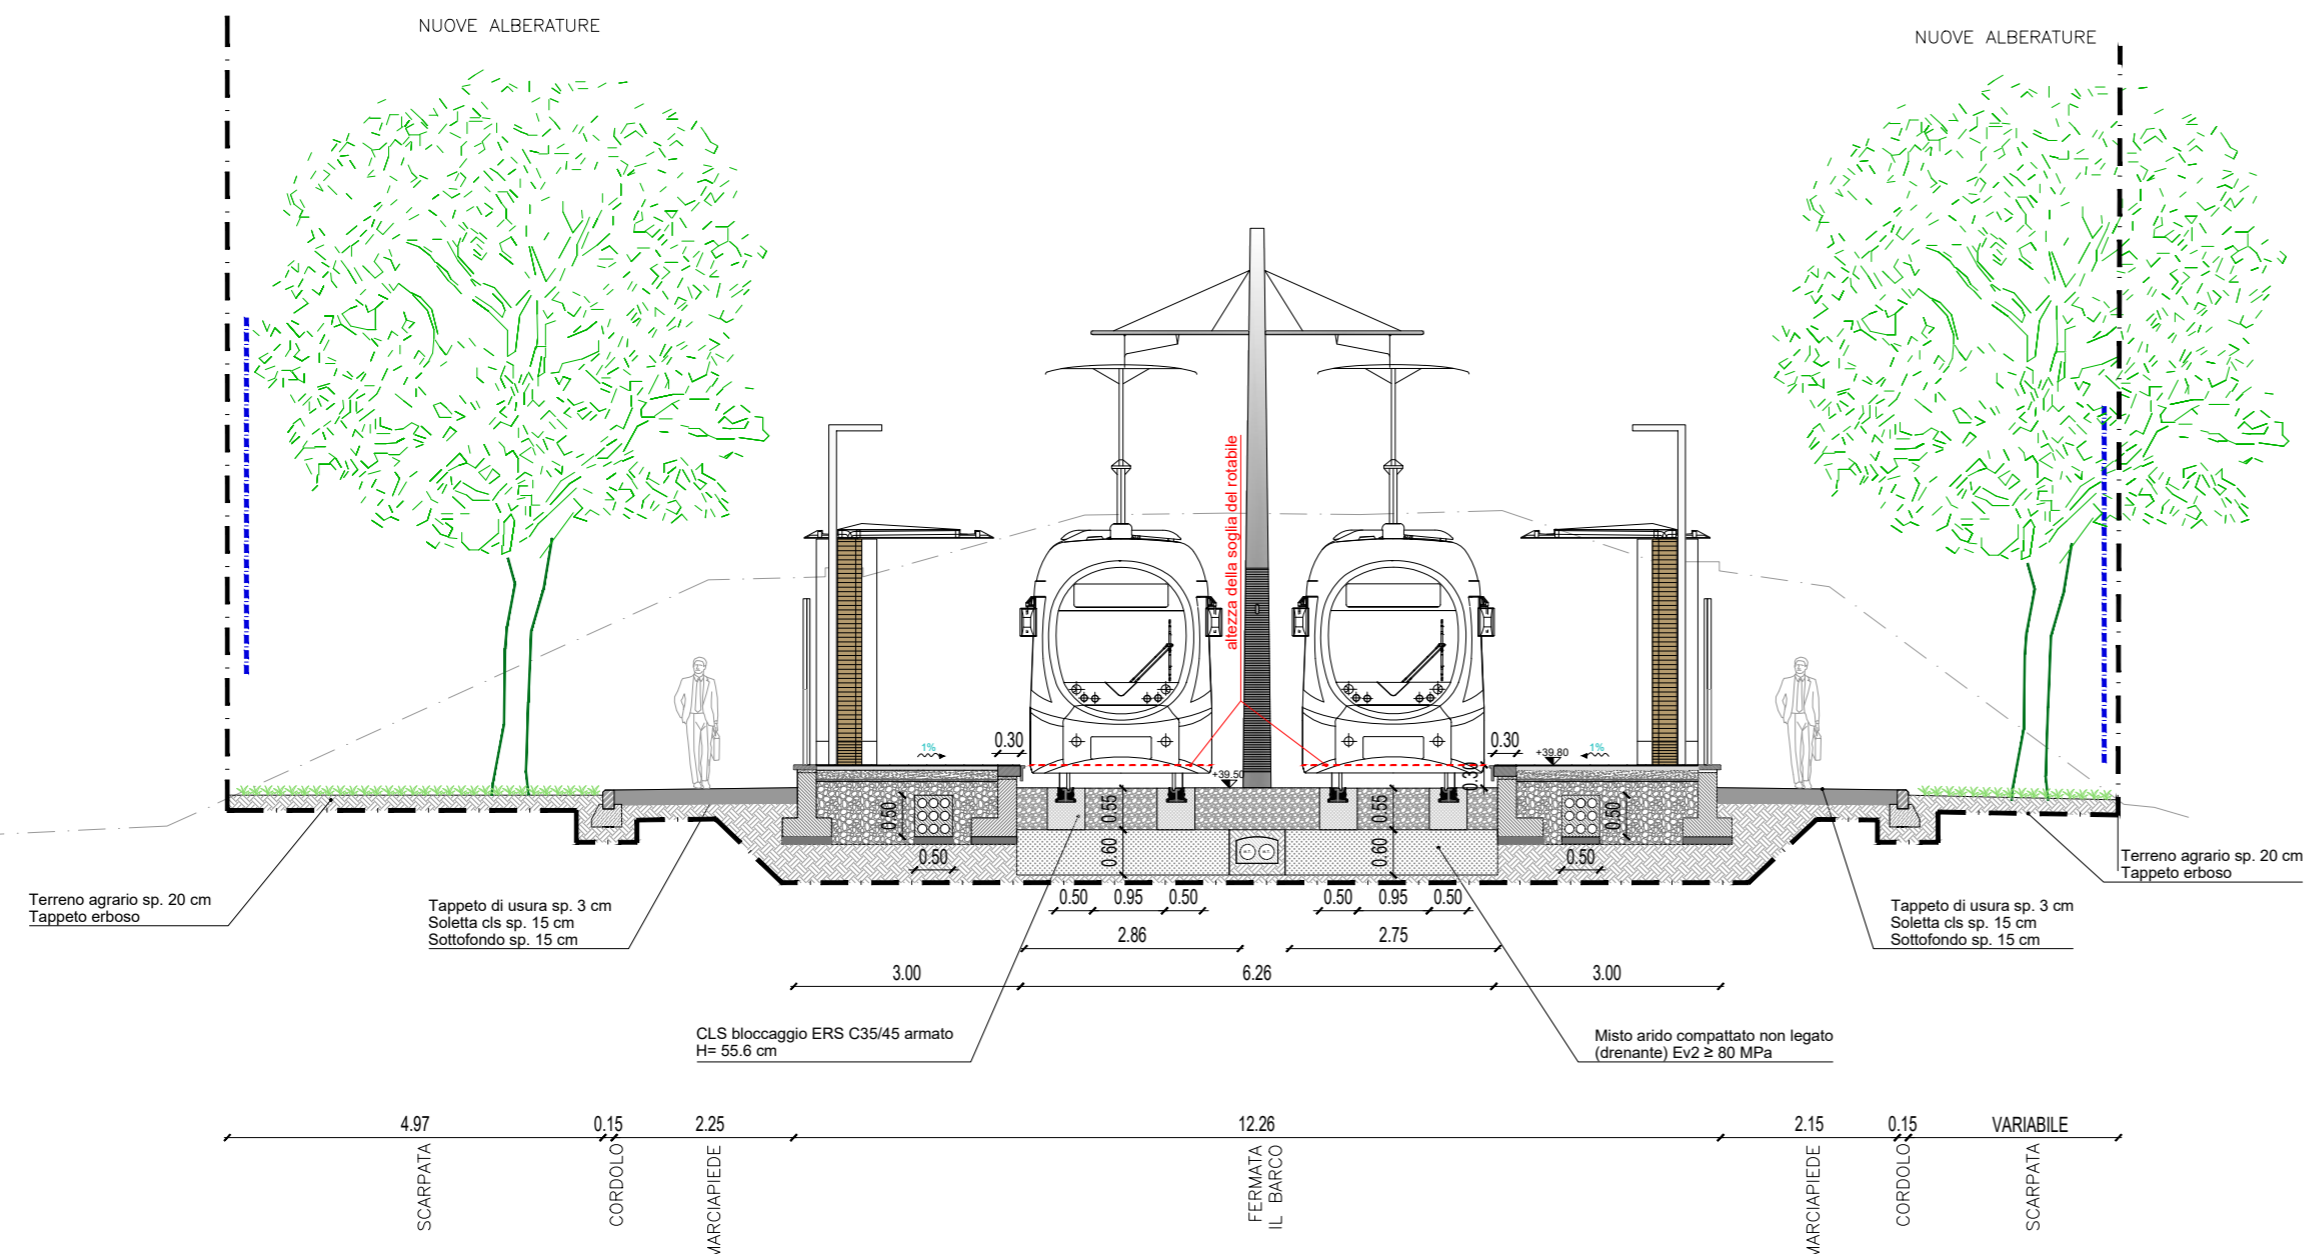 NUOVE ALBERATURE
NUOVE ALBERATURE
altezza della soglia del rotabile
0.30
0.30
1%
1%
+39.80
+39.50
0.30
0.50
0.55
0.55
0.50
0.60
0.60
0.50
0.50
0.50
0.95
0.50
0.50
0.95
0.50
2.86
2.75
3.00
6.26
3.00
Terreno agrario sp. 20 cm
Tappeto erboso
Tappeto di usura sp. 3 cm
Soletta cls sp. 15 cm
Sottofondo sp. 15 cm
Terreno agrario sp. 20 cm
Tappeto erboso
Tappeto di usura sp. 3 cm
Soletta cls sp. 15 cm
Sottofondo sp. 15 cm
CLS bloccaggio ERS C35/45 armato
H= 55.6 cm
Misto arido compattato non legato
(drenante) Ev2 ≥ 80 MPa
4.97
0.15
2.25
12.26
2.15
0.15
VARIABILE
SCARPATA
CORDOLO
MARCIAPIEDE
FERMATA
IL BARCO
MARCIAPIEDE
CORDOLO
SCARPATA